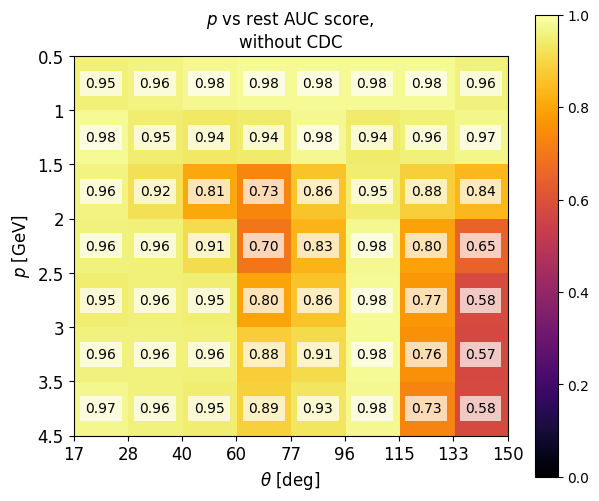 p vs rest AUC score,
without CDC
0.5
1
1.5
2
2.5
3
3.5
4.5
p [GeV]
0.95 0.96 0.98 0.98 0.98 0.98 0.98 0.96
0.98 0.95 0.94 0.94 0.98 0.94 0.96 0.97
0.96 0.92 0.81 0.73 0.86 0.95 0.88 0.84
0.96 0.96 0.91 0.70 0.83 0.98 0.80 0.65
0.95 0.96 0.95 0.80 0.86 0.98 0.77 0.58
0.96 0.96 0.96 0.88 0.91 0.98 0.76 0.57
0.97 0.96 0.95 0.89 0.93 0.98 0.73 0.58
17 28 40 60 77 96 115 133 150
θ [deg]
1.0
0.8
0.6
0.4
0.2
0.0